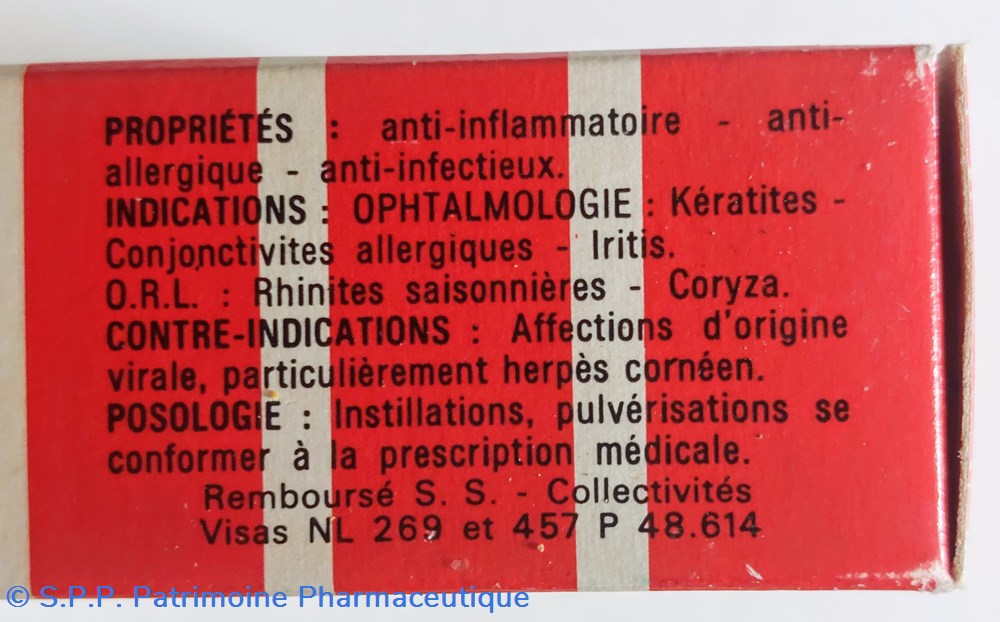 PROPRIÉTÉS : anti-inflammatoire - anti-
allergique - anti-infectieux.
INDICATIONS : OPHTALMOLOGIE : Kératites -
Conjonctivites allergiques - Iritis.
O.R.L. : Rhinites saisonnières - Coryza.
CONTRE-INDICATIONS : Affections d'origine
virale, particulièrement herpès cornéen.
POSOLOGIE : Instillations, pulvérisations se
conformer à la prescription médicale.
Remboursé S. S. - Collectivités
Visas NL 269 et 457 P 48.614
© S.P.P. Patrimoine Pharmaceutique